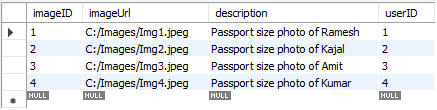 imageID imageUrl description userID
1 C:/Images/Img1.jpeg Passport size photo of Ramesh 1
2 C:/Images/Img2.jpeg Passport size photo of Kajal 2
3 C:/Images/Img3.jpeg Passport size photo of Amit 3
4 C:/Images/Img4.jpeg Passport size photo of Kumar 4
NULL NULL NULL NULL